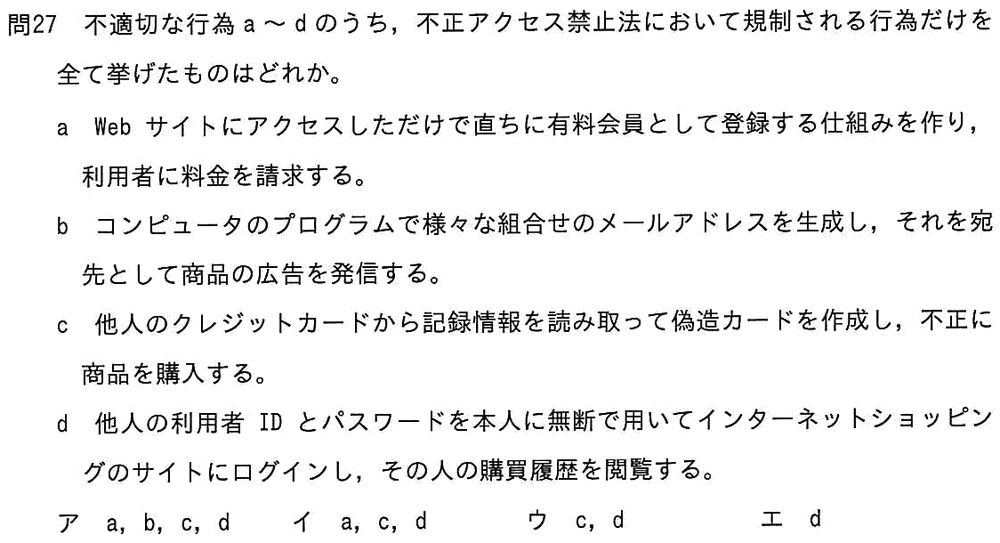 問27 不適切な行為 a ～ d のうち，不正アクセス禁止法において規制される行為だけを
全て挙げたものはどれか。
a Web サイトにアクセスしただけで直ちに有料会員として登録する仕組みを作り，
利用者に料金を請求する。
b コンピュータのプログラムで様々な組合せのメールアドレスを生成し，それを宛
先として商品の広告を発信する。
c 他人のクレジットカードから記録情報を読み取って偽造カードを作成し，不正に
商品を購入する。
d 他人の利用者 ID とパスワードを本人に無断で用いてインターネットショッピン
グのサイトにログインし，その人の購買履歴を閲覧する。
ア a, b, c, d イ a, c, d ウ c, d エ d